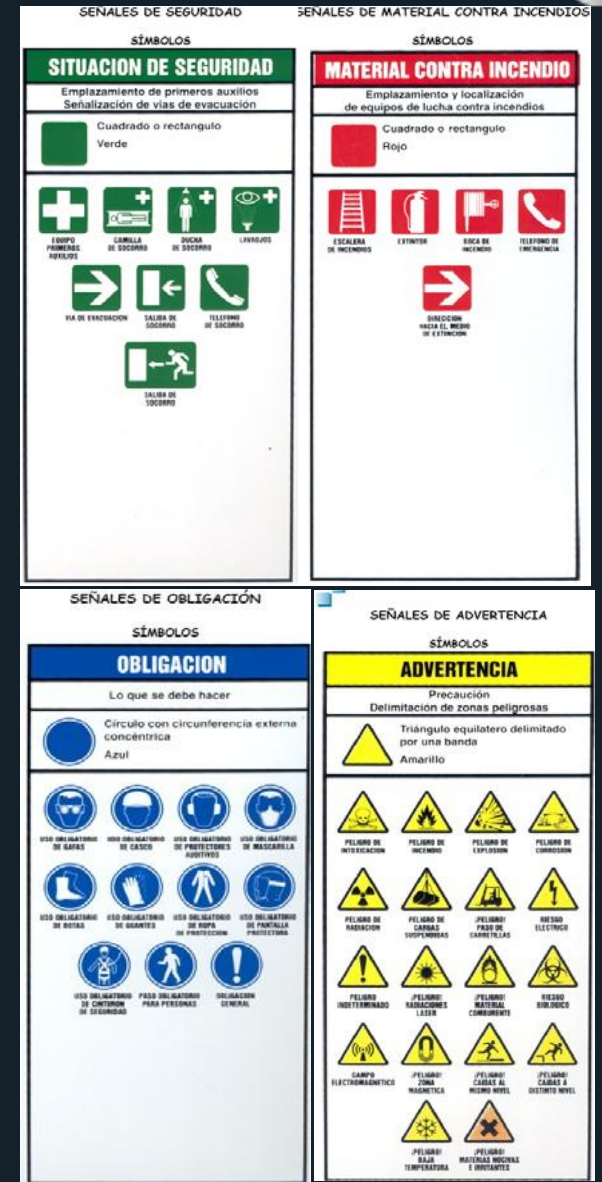 SEÑALES DE SEGURIDAD
SÍMBOLOS
SITUACION DE SEGURIDAD
Emplazamiento de primeros auxilios
Señalización de vias de evacuación
Cuadrado o rectangulo
Verde
EQUIPO
PRIMEROS
AUXILIOS
CAMILLA
DE SOCORRO
DUCHA
DE SOCORRO
LAVAOJOS
VIA DE EVACUACION
SALIDA DE
SOCORRO
TELEFONO
DE SOCORRO
SALIDA DE
SOCORRO
SEÑALES DE MATERIAL CONTRA INCENDIOS
SÍMBOLOS
MATERIAL CONTRA INCENDIO
Emplazamiento y localización
de equipos de lucha contra incendios
Cuadrado o rectangulo
Rojo
ESCALERA
DE INCENDIOS
EXTINTOR
BOCA DE
INCENDIO
TELEFONO DE
EMERGENCIA
DIRECCION
HACIA EL MEDIO
DE EXTINCION
SEÑALES DE OBLIGACIÓN
SÍMBOLOS
OBLIGACION
Lo que se debe hacer
Círculo con circunferencia externa
concéntrica
Azul
USO OBLIGATORIO
DE GAFAS
USO OBLIGATORIO
DE CASCO
USO OBLIGATORIO
DE PROTECTORES
AUDITIVOS
USO OBLIGATORIO
DE MASCARILLA
USO OBLIGATORIO
DE BOTAS
USO OBLIGATORIO
DE GUANTES
USO OBLIGATORIO
DE ROPA
DE PROTECCION
USO OBLIGATORIO
DE PANTALLA
PROTECTORA
USO OBLIGATORIO
DE CINTURON
DE SEGURIDAD
PASO OBLIGATORIO
PARA PERSONAS
OBLIGACION
GENERAL
SEÑALES DE ADVERTENCIA
SÍMBOLOS
ADVERTENCIA
Precaución
Delimitación de zonas peligrosas
Triángulo equilatero delimitado
por una banda
Amarillo
PELIGRO DE
INTOXICACION
PELIGRO DE
INCENDIO
PELIGRO DE
EXPLOSION
PELIGRO DE
CORROSION
PELIGRO DE
RADIACION
PELIGRO DE
CARGAS
SUSPENDIDAS
¡PELIGRO!
PASO DE
CARRETILLAS
RIESGO
ELECTRICO
PELIGRO
INDETERMINADO
¡PELIGRO!
RADIACIONES
LASER
¡PELIGRO!
MATERIAL
COMBURENTE
RIESGO
BIOLOGICO
CAMPO
ELECTROMAGNETICO
¡PELIGRO!
ZONA
MAGNETICA
¡PELIGRO!
CAIDAS AL
MISMO NIVEL
¡PELIGRO!
CAIDAS A
DISTINTO NIVEL
¡PELIGRO!
BAJA
TEMPERATURA
¡PELIGRO!
MATERIAS NOCIVAS
E IRRITANTES